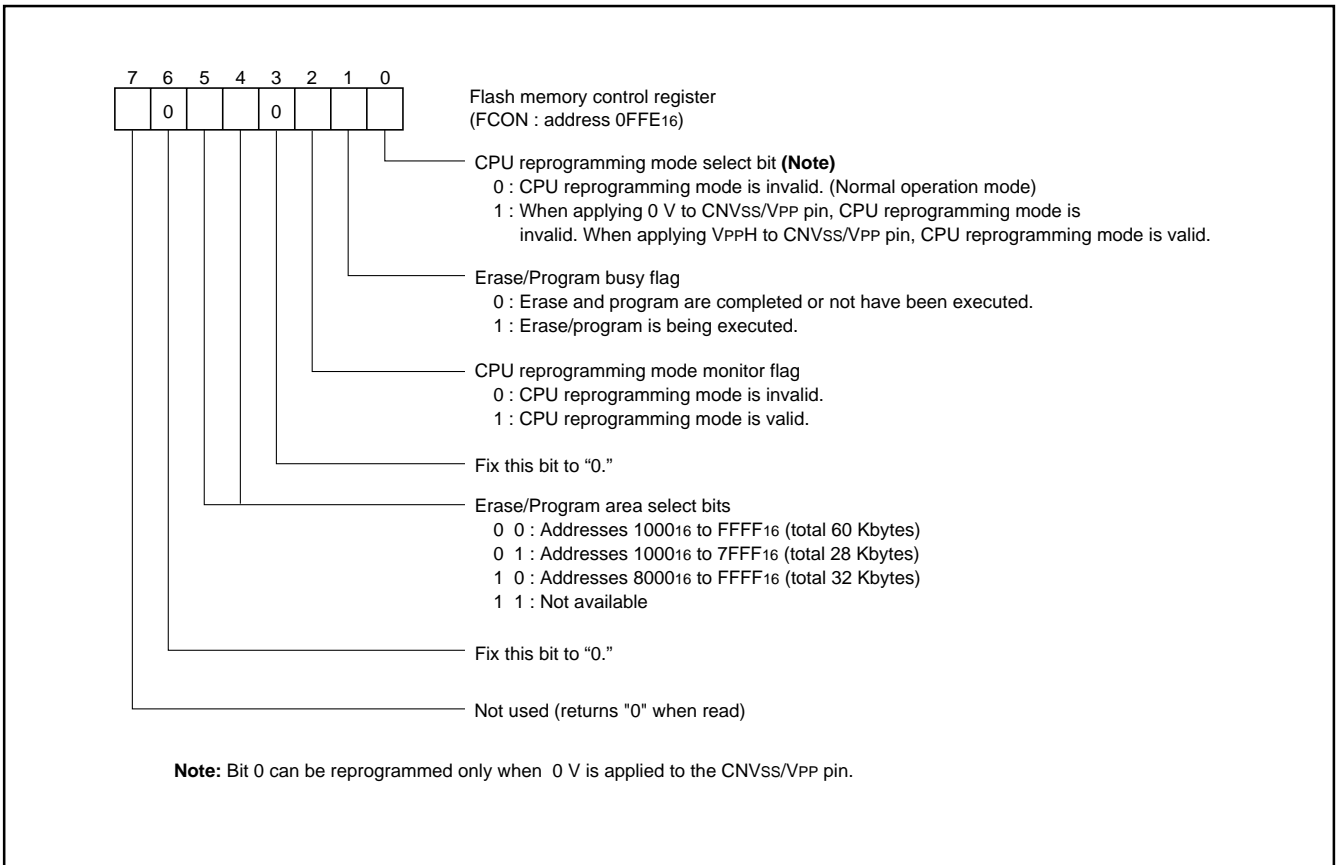 7 6 5 4 3 2 1 0
0 0
Flash memory control register
(FCON : address 0FFE16)
CPU reprogramming mode select bit (Note)
0 : CPU reprogramming mode is invalid. (Normal operation mode)
1 : When applying 0 V to CNVSS/VPP pin, CPU reprogramming mode is
invalid. When applying VPPH to CNVSS/VPP pin, CPU reprogramming mode is valid.
Erase/Program busy flag
0 : Erase and program are completed or not have been executed.
1 : Erase/program is being executed.
CPU reprogramming mode monitor flag
0 : CPU reprogramming mode is invalid.
1 : CPU reprogramming mode is valid.
Fix this bit to “0.”
Erase/Program area select bits
0 0 : Addresses 100016 to FFFF16 (total 60 Kbytes)
0 1 : Addresses 100016 to 7FFF16 (total 28 Kbytes)
1 0 : Addresses 800016 to FFFF16 (total 32 Kbytes)
1 1 : Not available
Fix this bit to “0.”
Not used (returns "0" when read)
Note: Bit 0 can be reprogrammed only when 0 V is applied to the CNVSS/VPP pin.